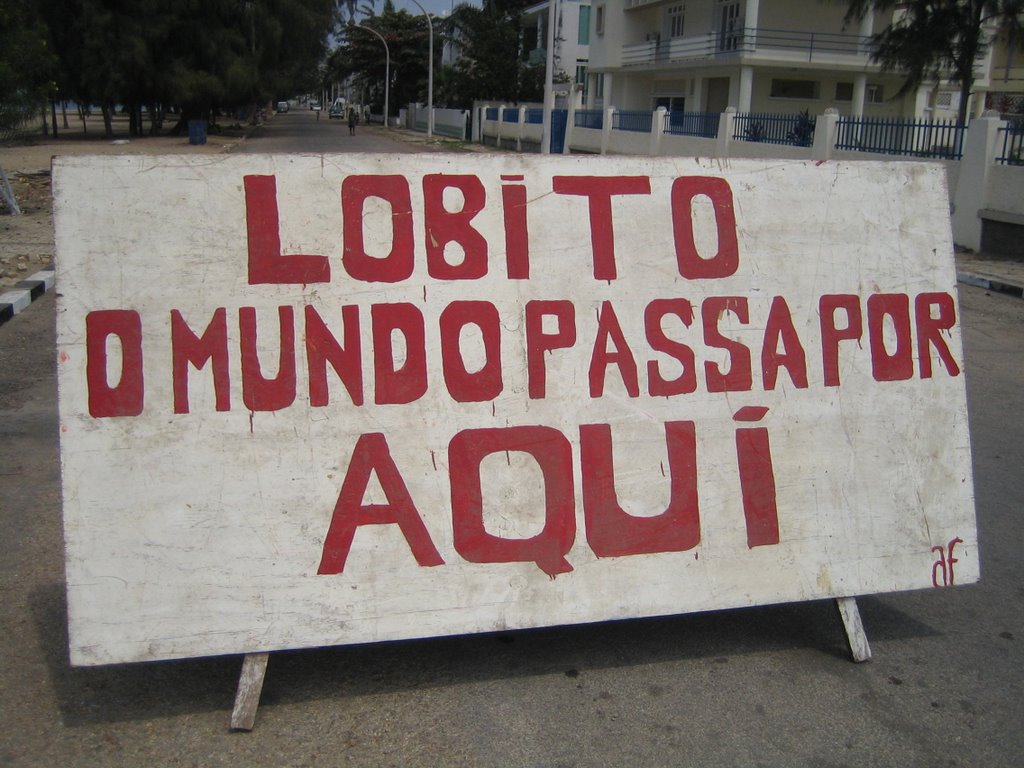 LOBITO
O MUNDO PASSA POR
AQUÍ
af